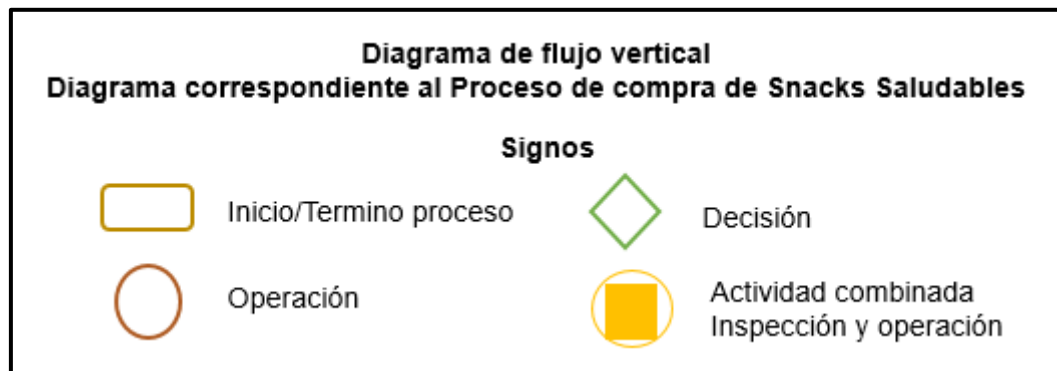 Diagrama de flujo vertical
Diagrama correspondiente al Proceso de compra de Snacks Saludables
Signos
Inicio/Termino proceso
Decisión
Operación
Actividad combinada
Inspección y operación